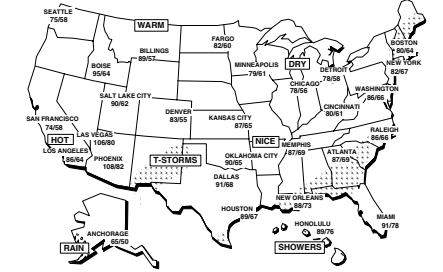 SEATTLE
75/58
WARM
FARGO
82/60
BOSTON
80/64
BILLINGS
89/57
BOISE
95/64
MINNEAPOLIS
79/61
DRY
DETROIT
78/58
NEW YORK
82/67
CHICAGO
78/56
WASHINGTON
86/66
SALT LAKE CITY
90/62
CINCINNATI
80/61
DENVER
83/55
KANSAS CITY
87/65
SAN FRANCISCO
74/58
LAS VEGAS
106/80
RALEIGH
86/66
HOT
NICE
MEMPHIS
87/69
LOS ANGELES
86/64
PHOENIX
108/82
T-STORMS
OKLAHOMA CITY
90/65
ATLANTA
87/69
DALLAS
91/68
NEW ORLEANS
88/73
HOUSTON
89/67
MIAMI
91/78
HONOLULU
89/76
ANCHORAGE
65/50
RAIN
SHOWERS